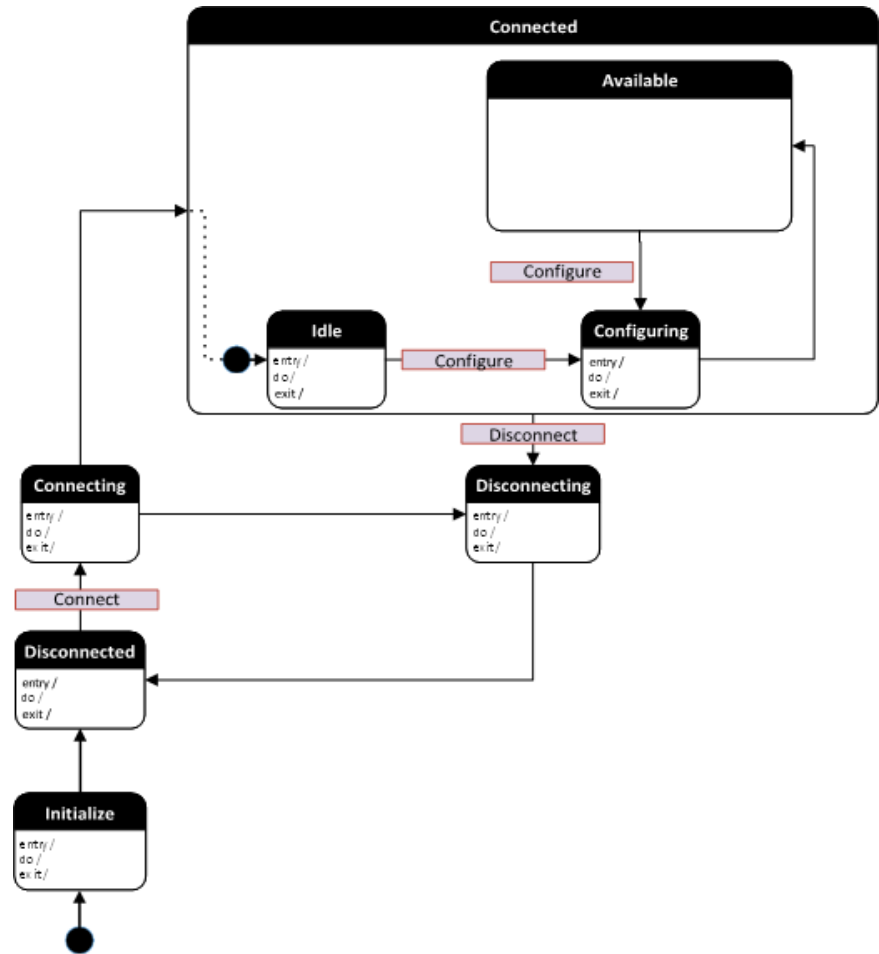 Connected
Available
Configure
Idle
entry /
do /
exit /
Configure
Configuring
entry /
do /
exit /
Disconnect
Connecting
entry /
do /
exit /
Disconnecting
entry /
do /
exit /
Connect
Disconnected
entry /
do /
exit /
Initialize
entry /
do /
exit /